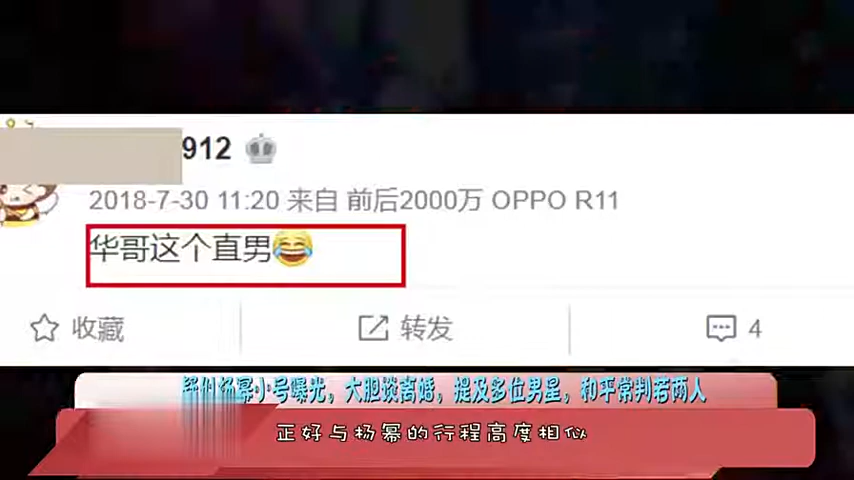 912
2018-7-30 11:20 来自 前后2000万 OPPO R11
华哥这个直男😂
收藏
转发
4
疑似杨幂小号曝光，大胆谈离婚，提及多位男星，和平常判若两人
正好与杨幂的行程高度相似